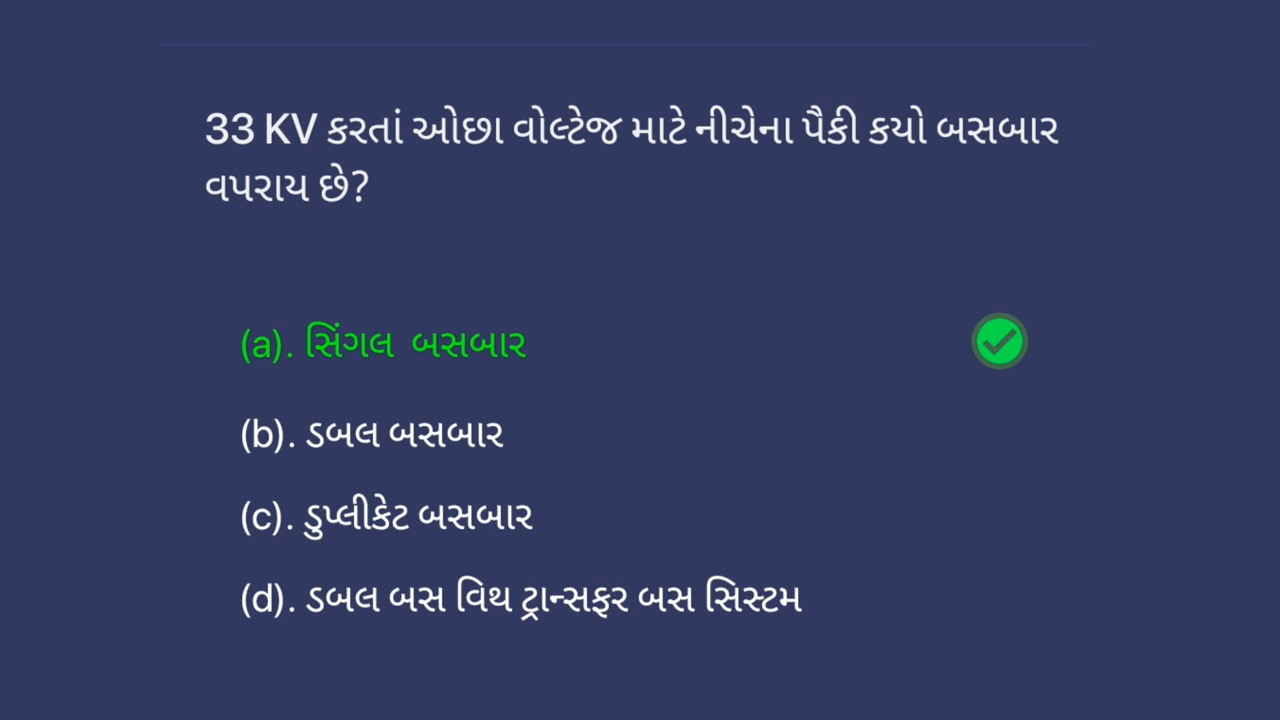 33 KV કરતાં ઓછા વોલ્ટેજ માટે નીચેના પૈકી કયો બસબાર
વપરાય છે?
(a). સિંગલ બસબાર
(b). ડબલ બસબાર
(c). ડુપ્લીકેટ બસબાર
(d). ડબલ બસ વિથ ટ્રાન્સફર બસ સિસ્ટમ